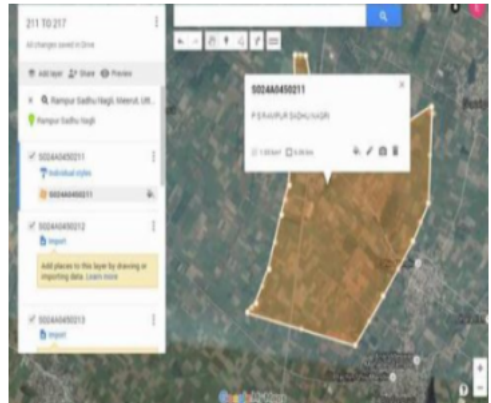 211 TO 217
All changes saved in Drive
Add layer Share Preview
Rampur Sadhu Nagli, Meerut, Utt...
Rampur Sadhu Nagli
S024A0450211
Individual styles
S024A0450211
S024A0450212
Import
Add places to this layer by drawing or
importing data. Learn more
S024A0450213
Import
S024A0450211
P S RAMPUR SADHU NAGRI